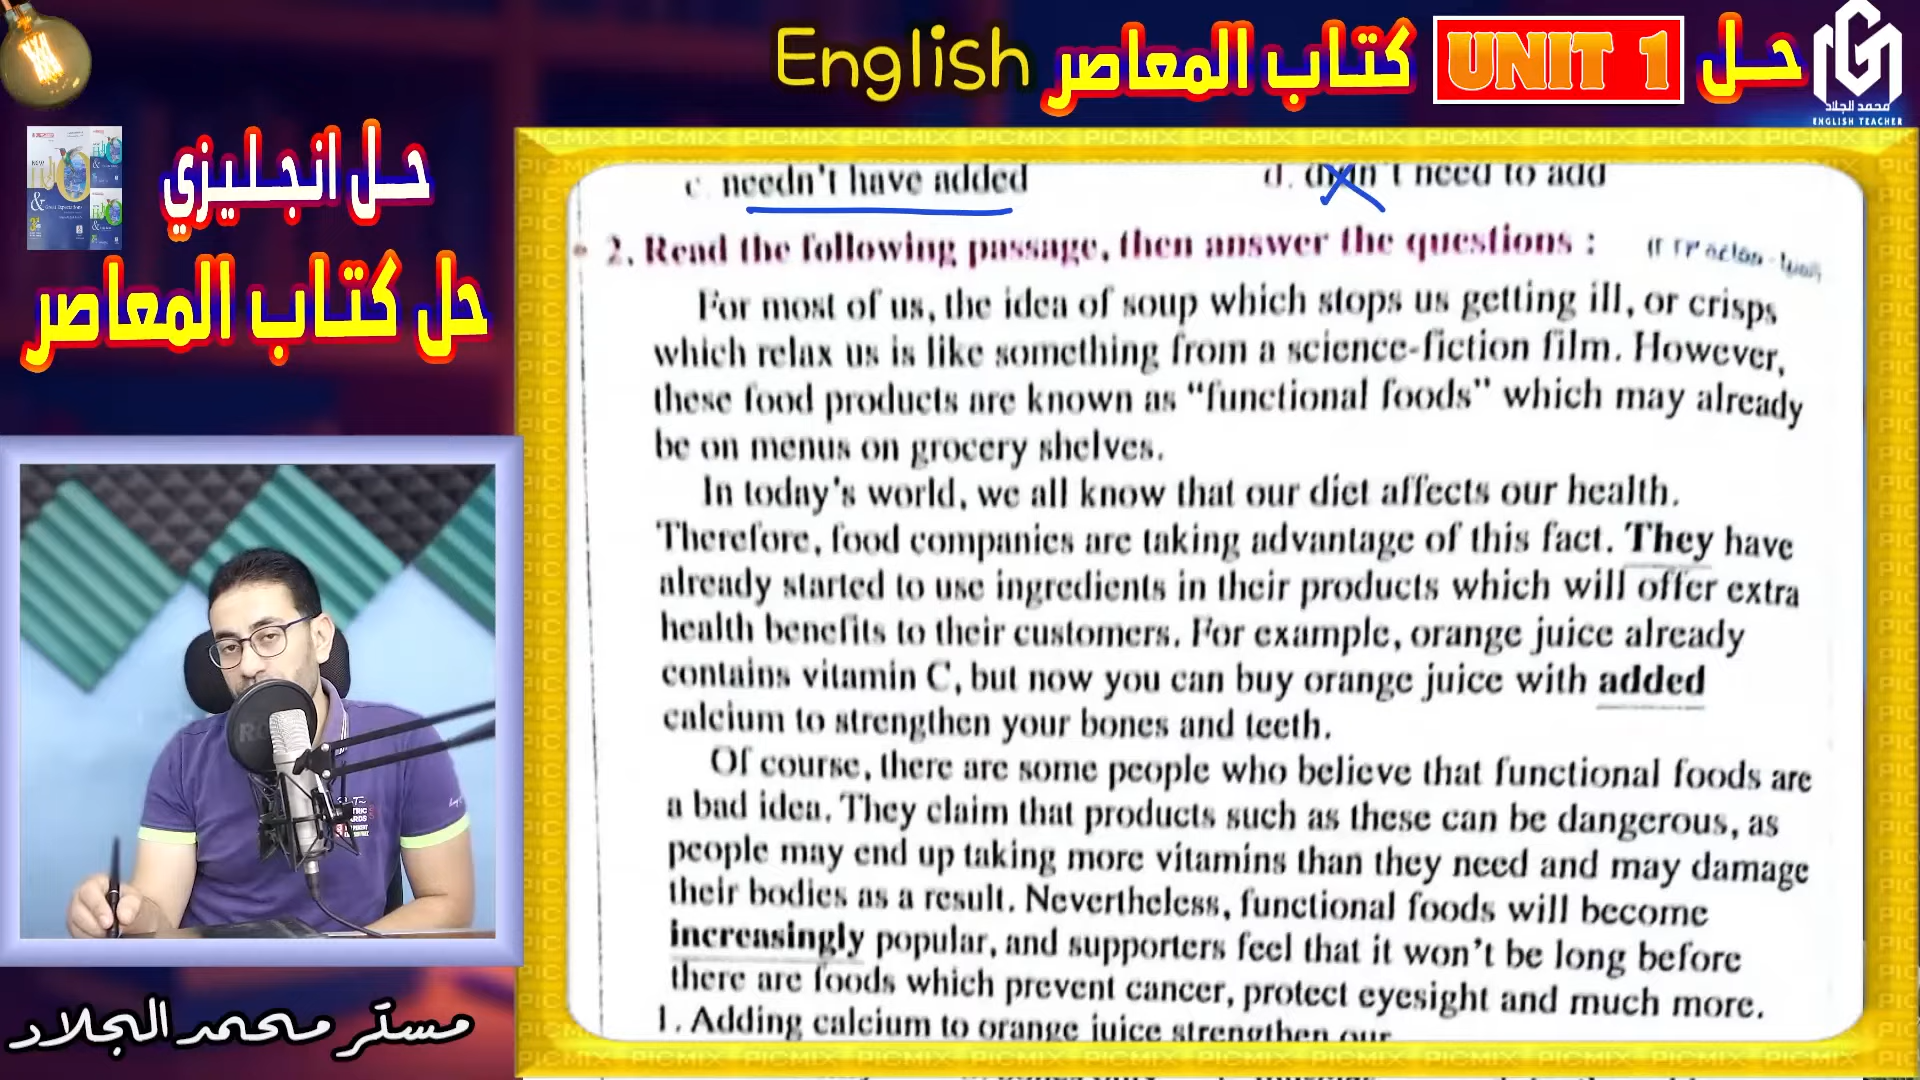 حل UNIT 1 كتاب المعاصر English
محمد الجلاد
ENGLISH TEACHER
حل انجليزي
حل كتاب المعاصر
c. needn't have added
d. didn't need to add
2. Read the following passage, then answer the questions :
For most of us, the idea of soup which stops us getting ill, or crisps
which relax us is like something from a science-fiction film. However,
these food products are known as “functional foods” which may already
be on menus on grocery shelves.
In today's world, we all know that our diet affects our health.
Therefore, food companies are taking advantage of this fact. They have
already started to use ingredients in their products which will offer extra
health benefits to their customers. For example, orange juice already
contains vitamin C, but now you can buy orange juice with added
calcium to strengthen your bones and teeth.
Of course, there are some people who believe that functional foods are
a bad idea. They claim that products such as these can be dangerous, as
people may end up taking more vitamins than they need and may damage
their bodies as a result. Nevertheless, functional foods will become
increasingly popular, and supporters feel that it won't be long before
there are foods which prevent cancer, protect eyesight and much more.
1. Adding calcium to orange juice strengthen our
مستر محمد الجلاد